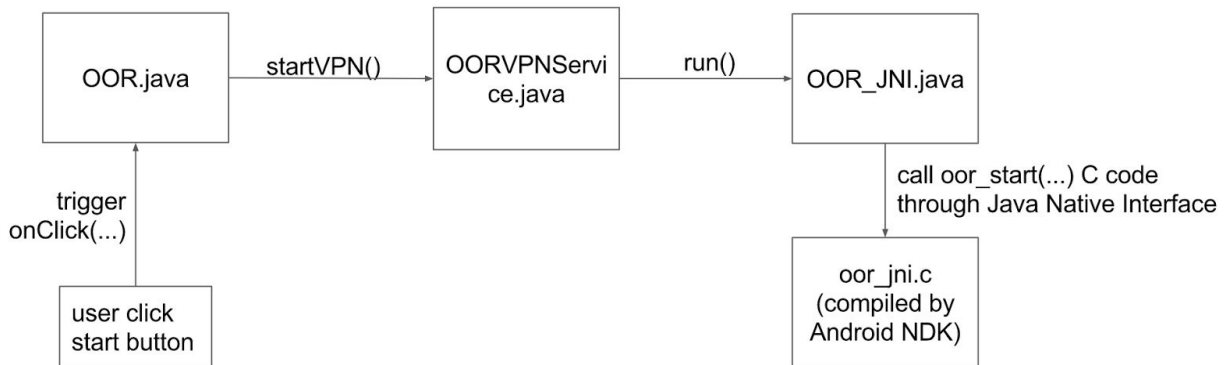 OOR.java
startVPN()
OORVPNServi
ce.java
run()
OOR_JNI.java
trigger
onClick(...)
call oor_start(...) C code
through Java Native Interface
user click
start button
oor_jni.c
(compiled by
Android NDK)